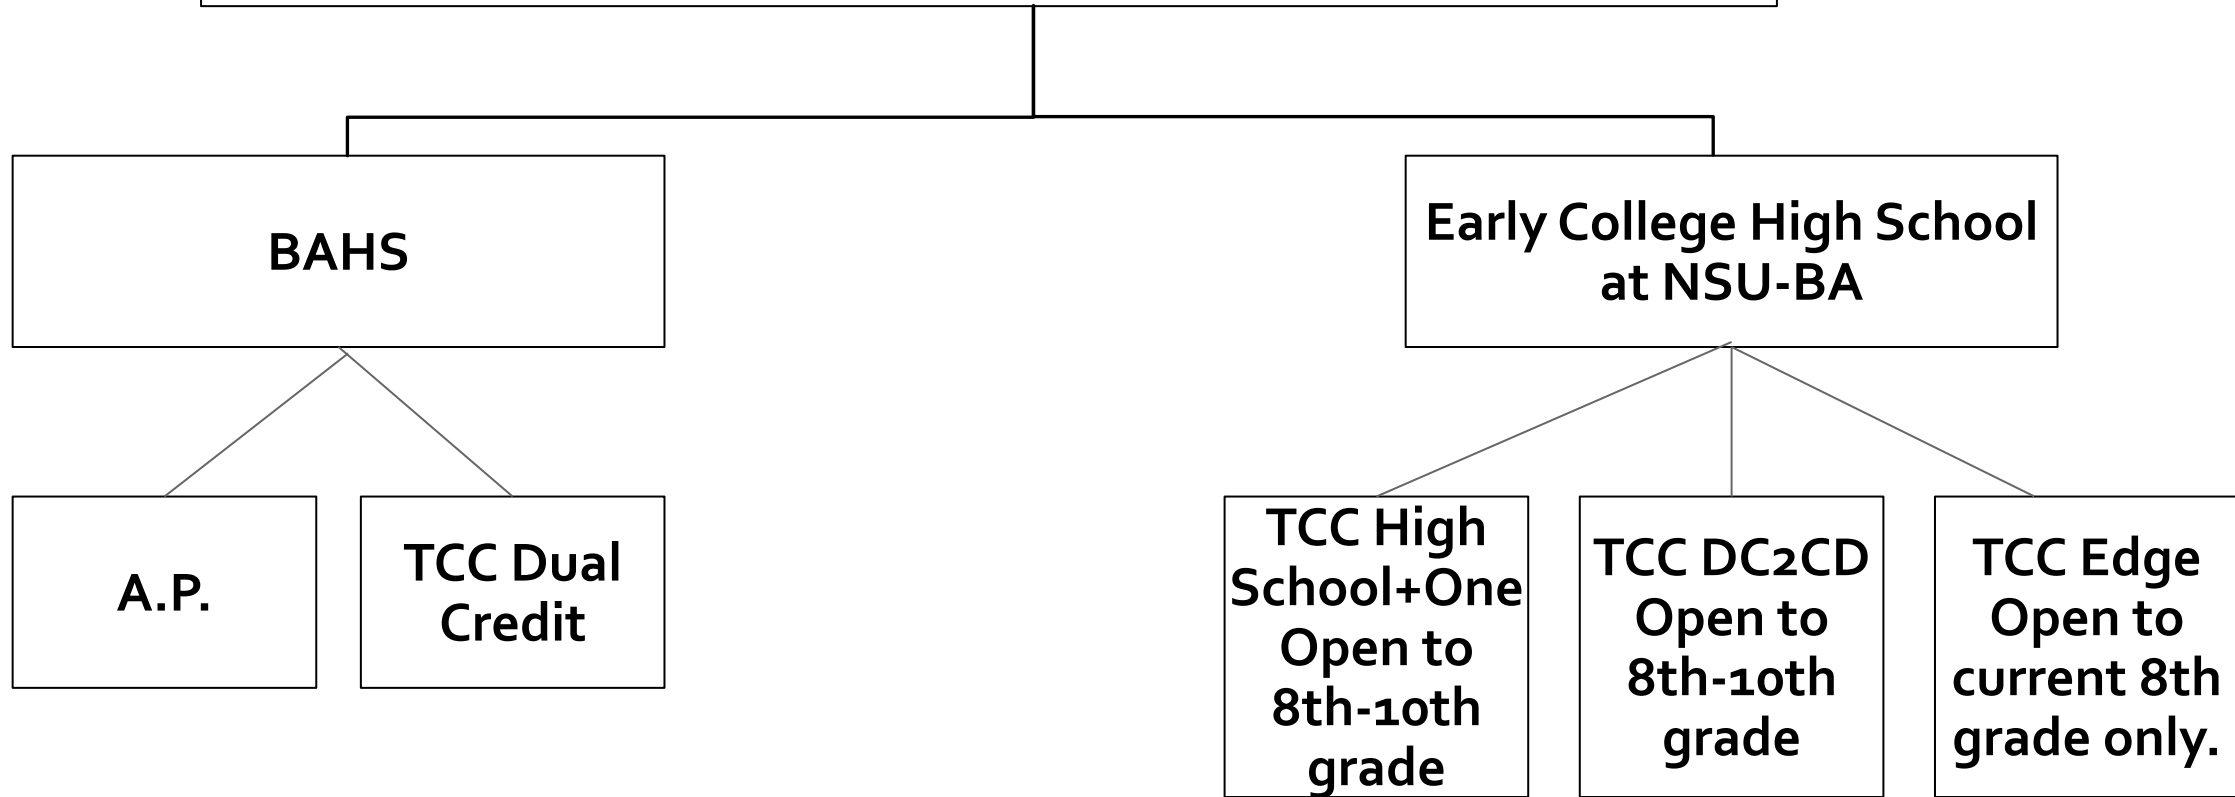 BAHS
Early College High School
at NSU-BA
A.P.
TCC Dual
Credit
TCC High
School+One
Open to
8th-10th
grade
TCC DC2CD
Open to
8th-10th
grade
TCC Edge
Open to
current 8th
grade only.